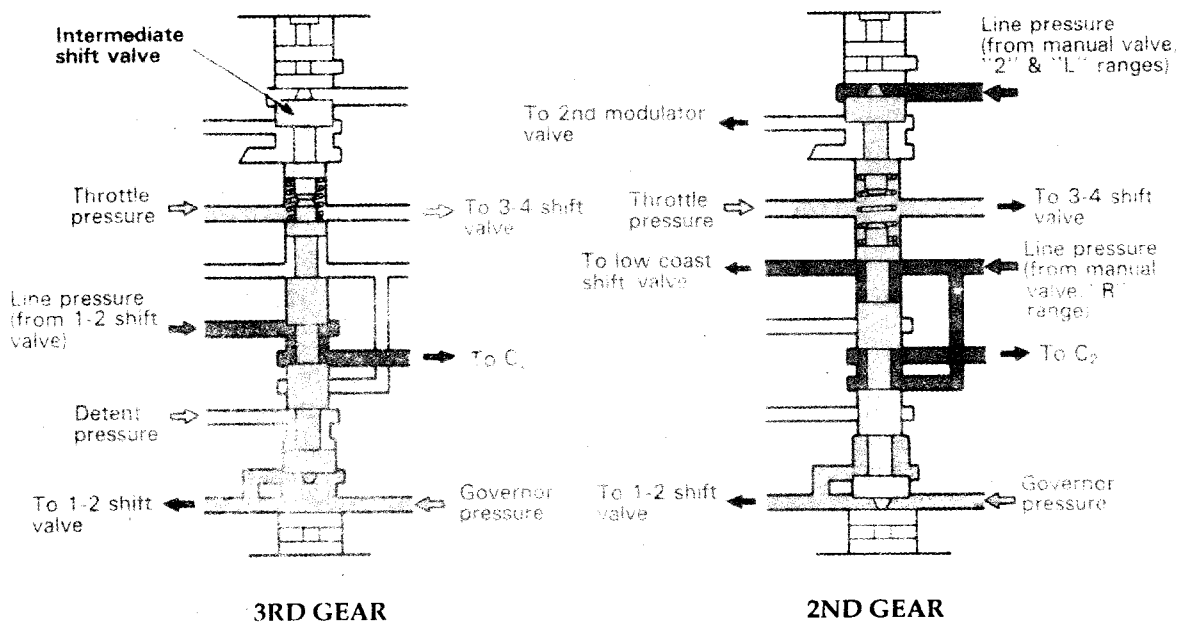 Intermediate
shift valve
Throttle
pressure
To 3-4 shift
valve
Line pressure
(from 1-2 shift
valve)
To C
Detent
pressure
To 1-2 shift
valve
Governor
pressure
3RD GEAR
Line pressure
(from manual valve,
"2" & "L" ranges)
To 2nd modulator
valve
Throttle
pressure
To 3-4 shift
valve
To low coast
shift valve
Line pressure
(from manual
valve, "R"
range)
To C₂
To 1-2 shift
valve
Governor
pressure
2ND GEAR